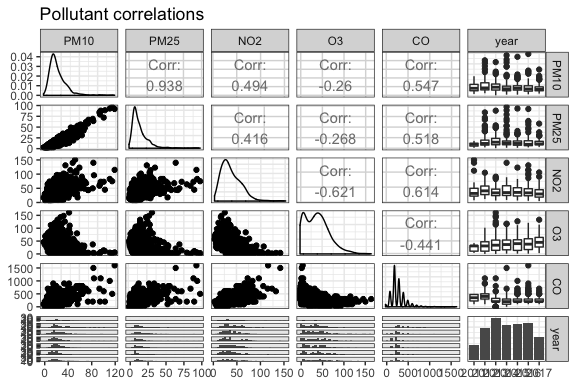 Pollutant correlations
PM10 PM25 NO2 O3 CO year
0.04
0.03
0.02
0.01
0.00
Corr: Corr: Corr: Corr:
0.938 0.494 -0.26 0.547
PM10
100
75
50
25
0
Corr: Corr: Corr:
0.416 -0.268 0.518
PM25
150
100
50
0
Corr: Corr:
-0.621 0.614
NO2
150
100
50
0
Corr:
-0.441
O3
1500
1000
500
0
CO
year
0 40 80 120 0 25 50 75 100 0 50 100 150 0 50 100 150 0 500 1000 1500